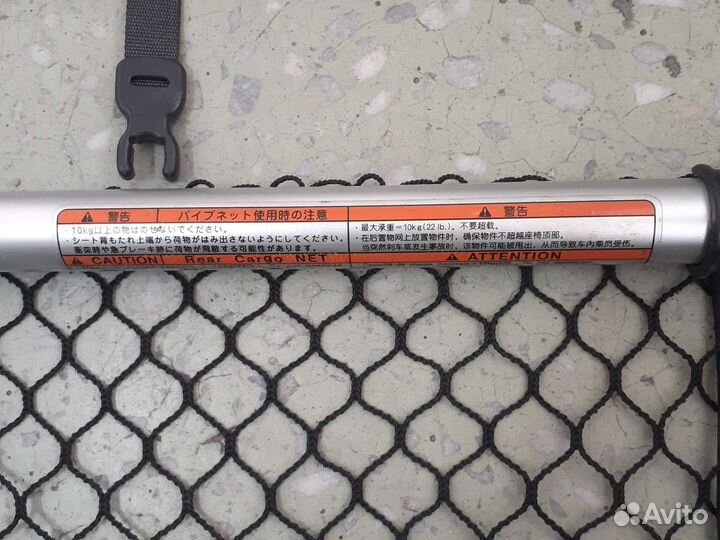 警告 パイプネット使用時の注意
・10kg以上の物はのせないでください。
・シート背もたれ上端から荷物がはみ出さないようにしてください。
衝突時や急ブレーキ時に荷物が飛散する可能性があります。
CAUTION Rear Cargo NET
警告
・最大承重=10kg(22 lb.)，不要超载。
・在后置物网上放置物件时，确保物件不超越座椅顶部。
当突然刹车或发生事故时，该物件可能被甩出，从而导致车内乘员受伤。
ATTENTION
Avito